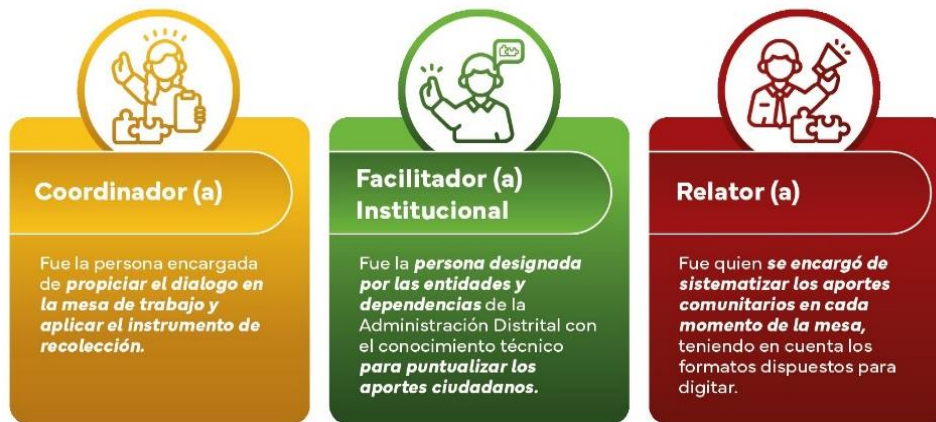 Coordinador (a)
Fue la persona encargada
de propiciar el dialogo en
la mesa de trabajo y
aplicar el instrumento de
recolección.
Facilitador (a)
Institucional
Fue la persona designada
por las entidades y
dependencias de la
Administración Distrital con
el conocimiento técnico
para puntualizar los
aportes ciudadanos.
Relator (a)
Fue quien se encargó de
sistematizar los aportes
comunitarios en cada
momento de la mesa,
teniendo en cuenta los
formatos dispuestos para
digitar.